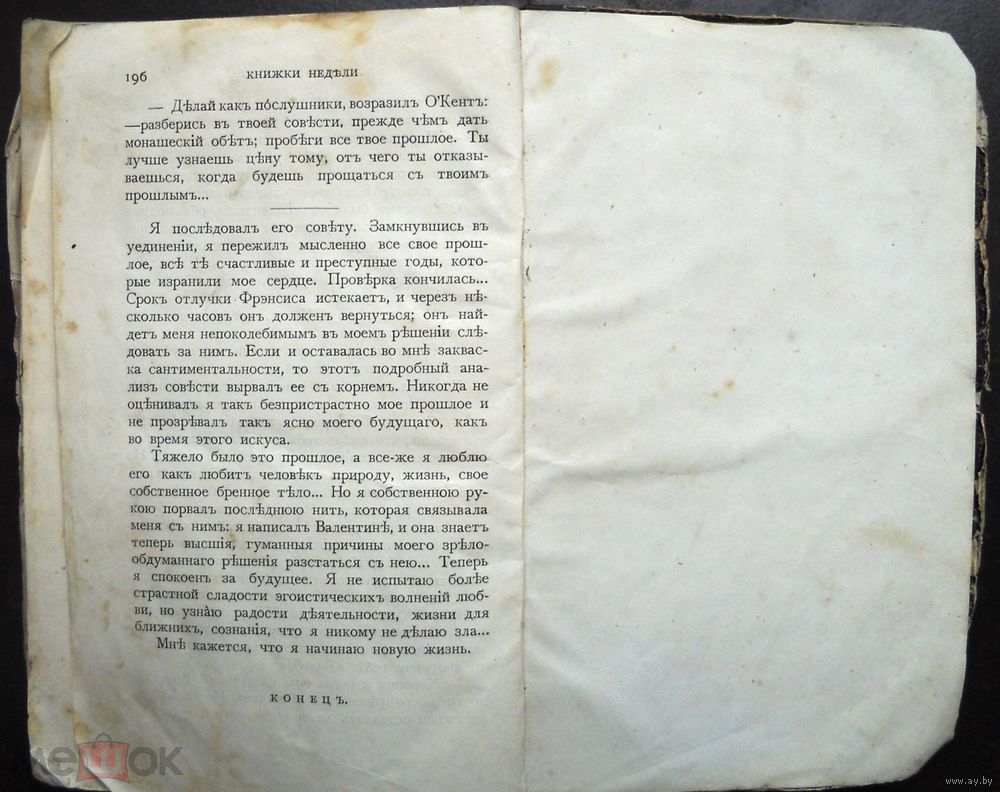 196
КНИЖКИ НЕДѢЛИ
— Дѣлай какъ пóслушники, возразилъ О'Кентъ:
—разберись въ твоей совѣсти, прежде чѣмъ дать
монашескій обѣтъ; пробѣги все твое прошлое. Ты
лучше узнаешь цѣну тому, отъ чего ты отказы-
ваешься, когда будешь прощаться съ твоимъ
прошлымъ...
Я послѣдовалъ его совѣту. Замкнувшись въ
уединеніи, я пережилъ мысленно все свое прош-
лое, всѣ тѣ счастливые и преступные годы, кото-
рые изранили мое сердце. Провѣрка кончилась...
Срокъ отлучки Фрэнсиса истекаетъ, и черезъ нѣ-
сколько часовъ онъ долженъ вернуться; онъ най-
детъ меня непоколебимымъ въ моемъ рѣшеніи слѣ-
довать за нимъ. Если и оставалась во мнѣ заквас-
ка сантиментальности, то этотъ подробный ана-
лизъ совѣсти вырвалъ ее съ корнемъ. Никогда не
оцѣнивалъ я такъ безпристрастно мое прошлое и
не прозрѣвалъ такъ ясно моего будущаго, какъ
во время этого искуса.
Тяжело было это прошлое, а все-же я люблю
его какъ любитъ человѣкъ природу, жизнь, свое
собственное бренное тѣло... Но я собственною ру-
кою порвалъ послѣднюю нить, которая связывала
меня съ нимъ: я написалъ Валентинѣ, и она знаетъ
теперь высшія, гуманныя причины моего зрѣло-
обдуманнаго рѣшенія разстаться съ нею... Теперь
я спокоенъ за будущее. Я не испытаю болѣе
страстной сладости эгоистическихъ волненій люб-
ви, но узнàю радости дѣятельности, жизни для
ближнихъ, сознанія, что я никому не дѣлаю зла...
Мнѣ кажется, что я начинаю новую жизнь.
КОНЕЦЪ.
www.ay.by